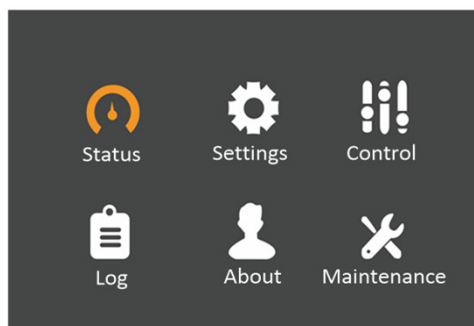 Status
Settings
Control
Log
About
Maintenance